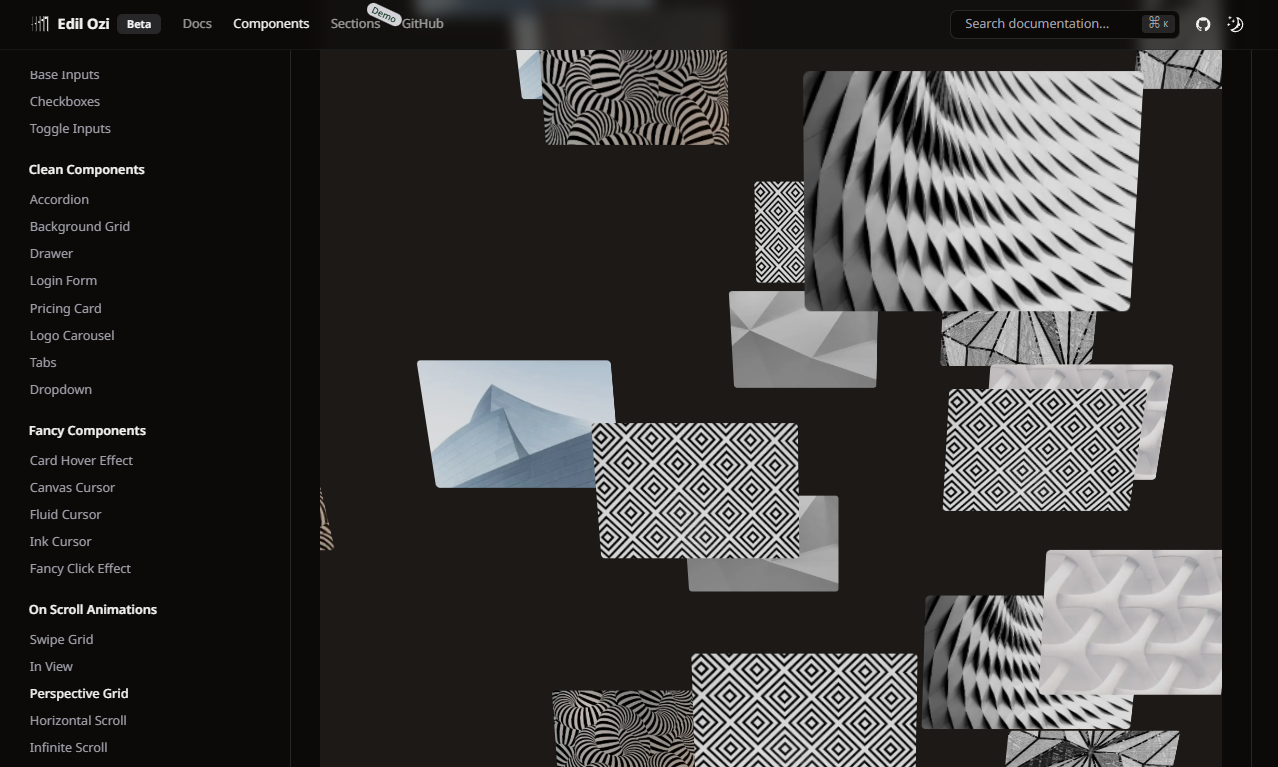 Edil Ozi Beta Docs Components Sections Demo GitHub Search documentation... ⌘ K
Base Inputs
Checkboxes
Toggle Inputs
Clean Components
Accordion
Background Grid
Drawer
Login Form
Pricing Card
Logo Carousel
Tabs
Dropdown
Fancy Components
Card Hover Effect
Canvas Cursor
Fluid Cursor
Ink Cursor
Fancy Click Effect
On Scroll Animations
Swipe Grid
In View
Perspective Grid
Horizontal Scroll
Infinite Scroll